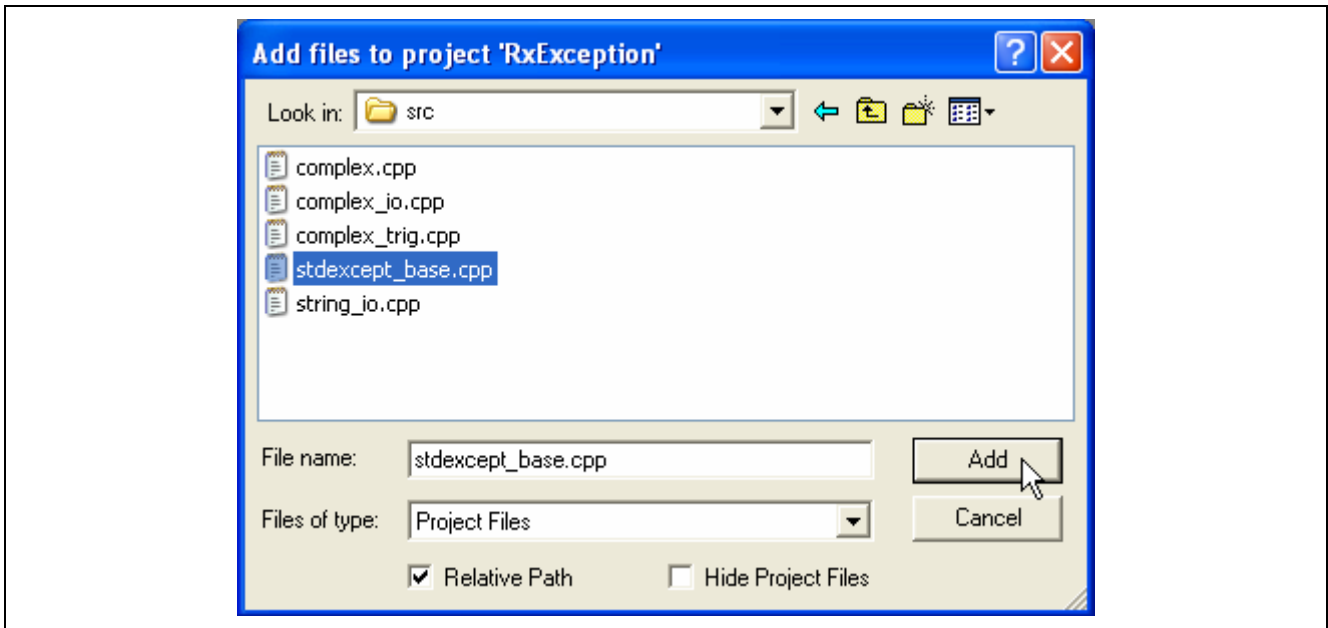 Add files to project 'RxException'
Look in: src
complex.cpp
complex_io.cpp
complex_trig.cpp
stdexcept_base.cpp
string_io.cpp
File name: stdexcept_base.cpp Add
Files of type: Project Files Cancel
Relative Path Hide Project Files